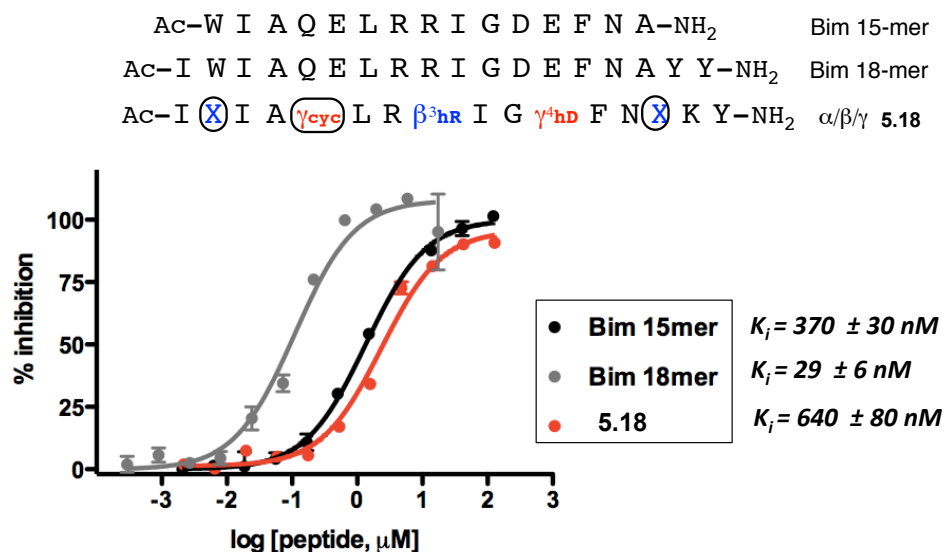 Ac–W I A Q E L R R I G D E F N A–NH₂ Bim 15-mer
Ac–I W I A Q E L R R I G D E F N A Y Y–NH₂ Bim 18-mer
Ac–I X I A γcyc L R β³hR I G γ⁴hD F N X K Y–NH₂ α/β/γ 5.18
100
75
50
25
0
% inhibition
-3 -2 -1 0 1 2 3
log [peptide, μM]
Bim 15mer Kᵢ = 370 ± 30 nM
Bim 18mer Kᵢ = 29 ± 6 nM
5.18 Kᵢ = 640 ± 80 nM